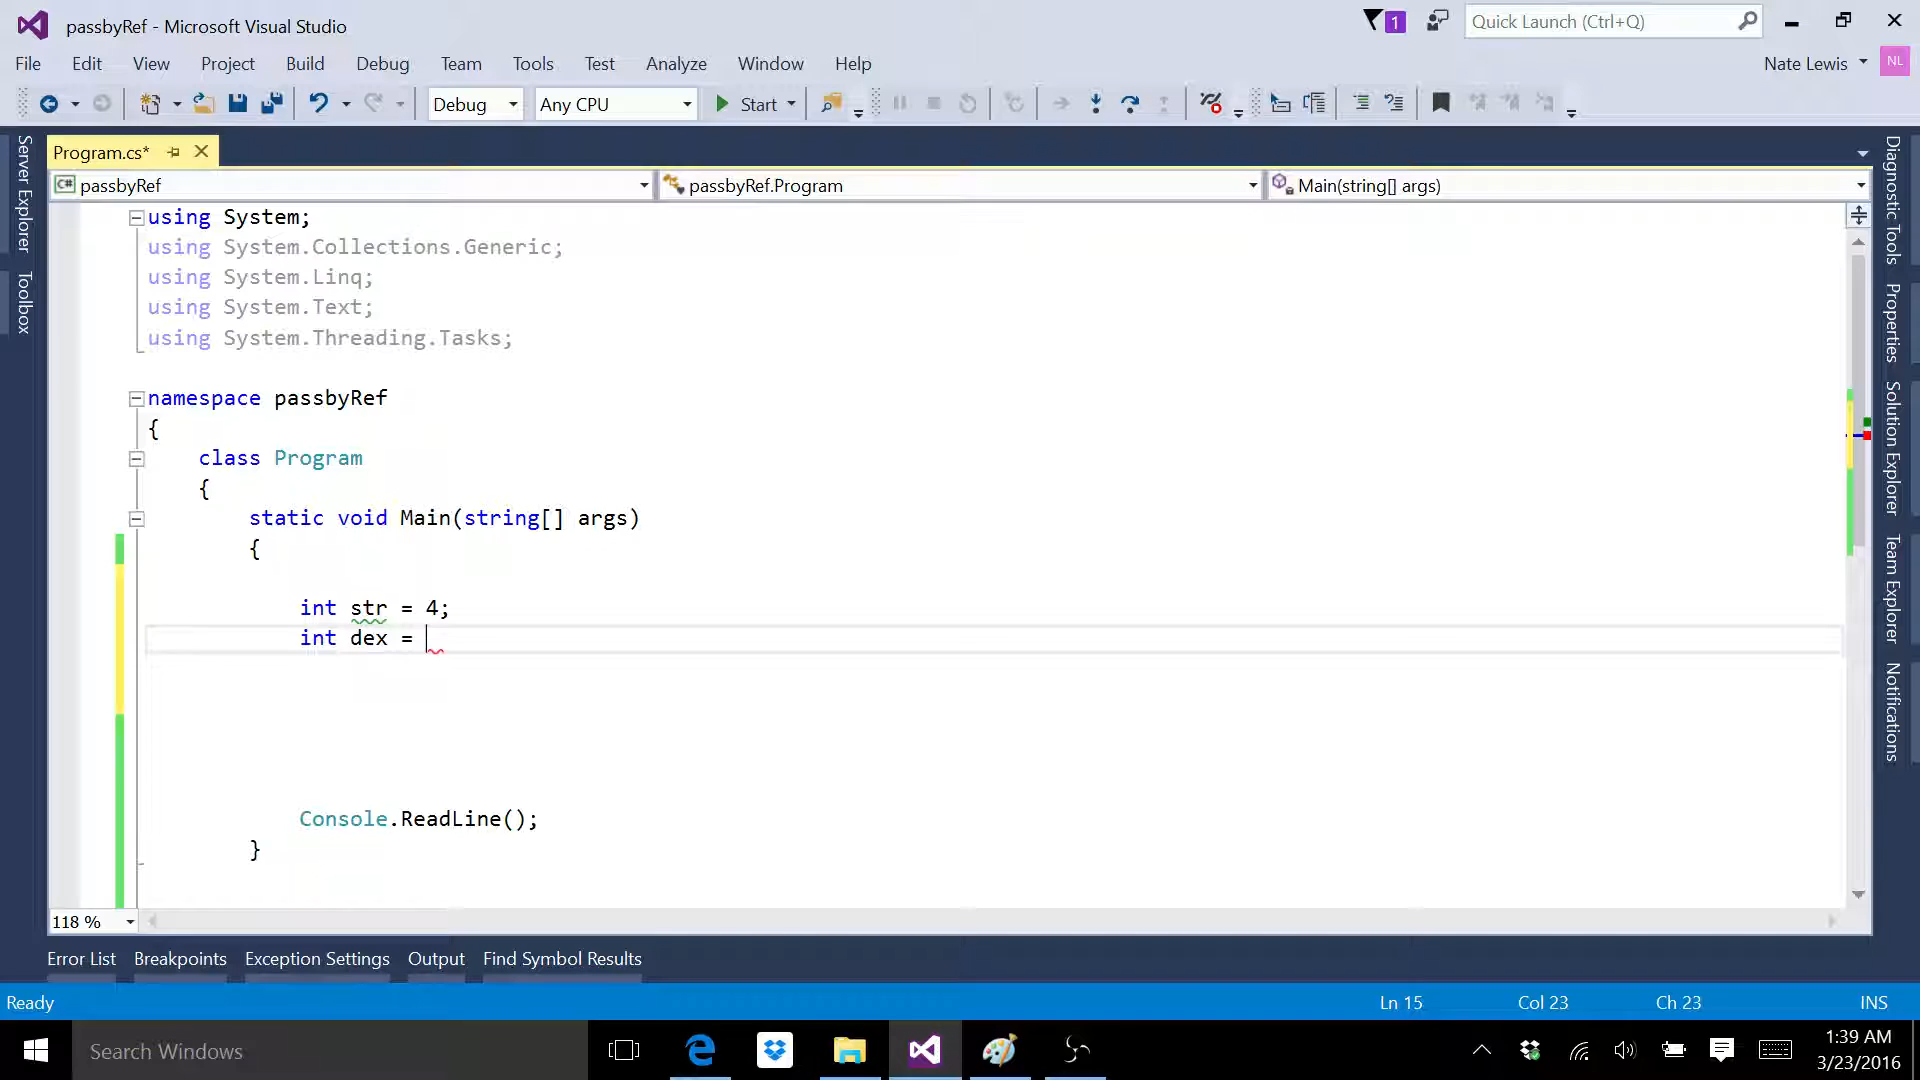 passbyRef - Microsoft Visual Studio
1
Quick Launch (Ctrl+Q)
File Edit View Project Build Debug Team Tools Test Analyze Window Help
Nate Lewis NL
Debug Any CPU Start
Program.cs*
passbyRef passbyRef.Program Main(string[] args)
Server Explorer
Toolbox
using System;
using System.Collections.Generic;
using System.Linq;
using System.Text;
using System.Threading.Tasks;
namespace passbyRef
{
class Program
{
static void Main(string[] args)
{
int str = 4;
int dex =
Console.ReadLine();
}
Diagnostic Tools
Properties
Solution Explorer
Team Explorer
Notifications
118 %
Error List Breakpoints Exception Settings Output Find Symbol Results
Ready Ln 15 Col 23 Ch 23 INS
Search Windows
1:39 AM
3/23/2016